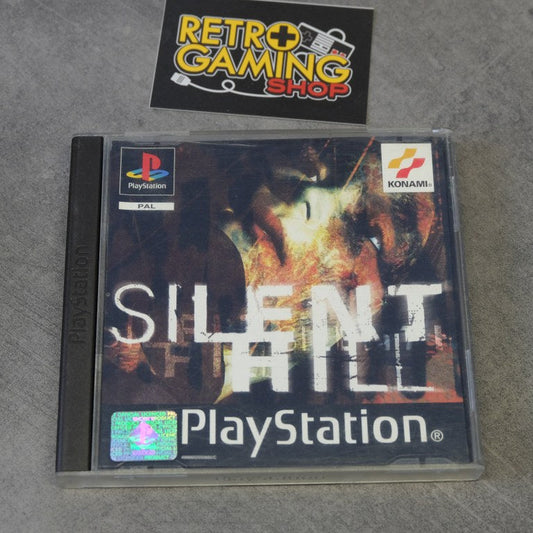 RETRO
GAMING
SHOP
PlayStation
PlayStation
PAL
KONAMI®
SILENT
HILL
PlayStation®